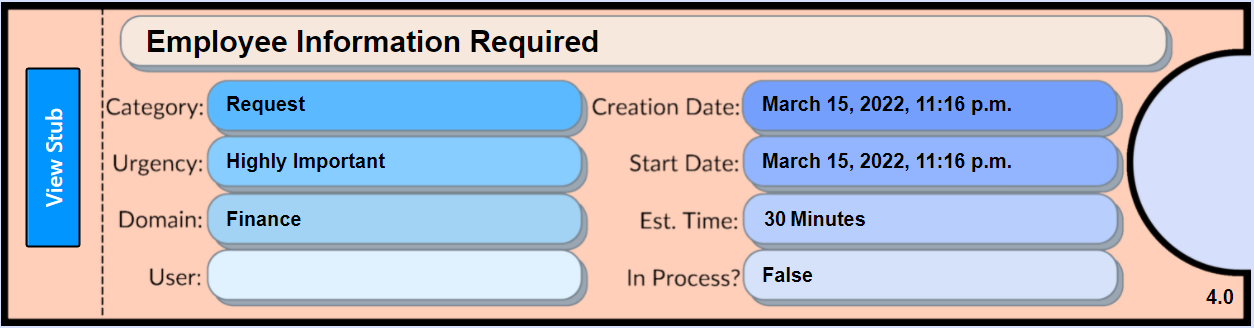 Employee Information Required
View Stub
Category: Request
Creation Date: March 15, 2022, 11:16 p.m.
Urgency: Highly Important
Start Date: March 15, 2022, 11:16 p.m.
Domain: Finance
Est. Time: 30 Minutes
User:
In Process? False
4.0